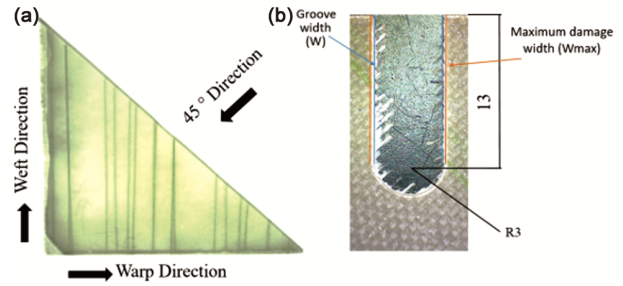 (a)
Weft Direction
45° Direction
Warp Direction
(b)
Groove
width
(W)
Maximum damage
width (Wmax)
13
R3